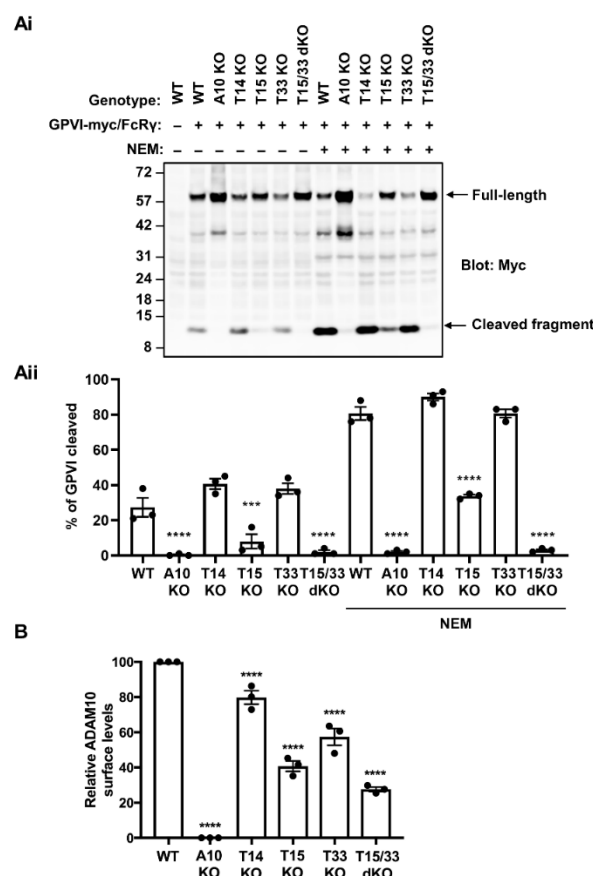 Ai
Genotype: WT WT A10 KO T14 KO T15 KO T33 KO T15/33 dKO WT A10 KO T14 KO T15 KO T33 KO T15/33 dKO
GPVI-myc/FcRγ: – + + + + + + + + + + + +
NEM: – – – – – – – + + + + + +
72
57
42
31
24
18
15
8
Full-length
Blot: Myc
Cleaved fragment
Aii
% of GPVI cleaved
100
80
60
40
20
0
**** *** **** **** **** ****
WT A10 KO T14 KO T15 KO T33 KO T15/33 dKO WT A10 KO T14 KO T15 KO T33 KO T15/33 dKO
NEM
B
Relative ADAM10 surface levels
100
80
60
40
20
0
**** **** **** **** ****
WT A10 KO T14 KO T15 KO T33 KO T15/33 dKO